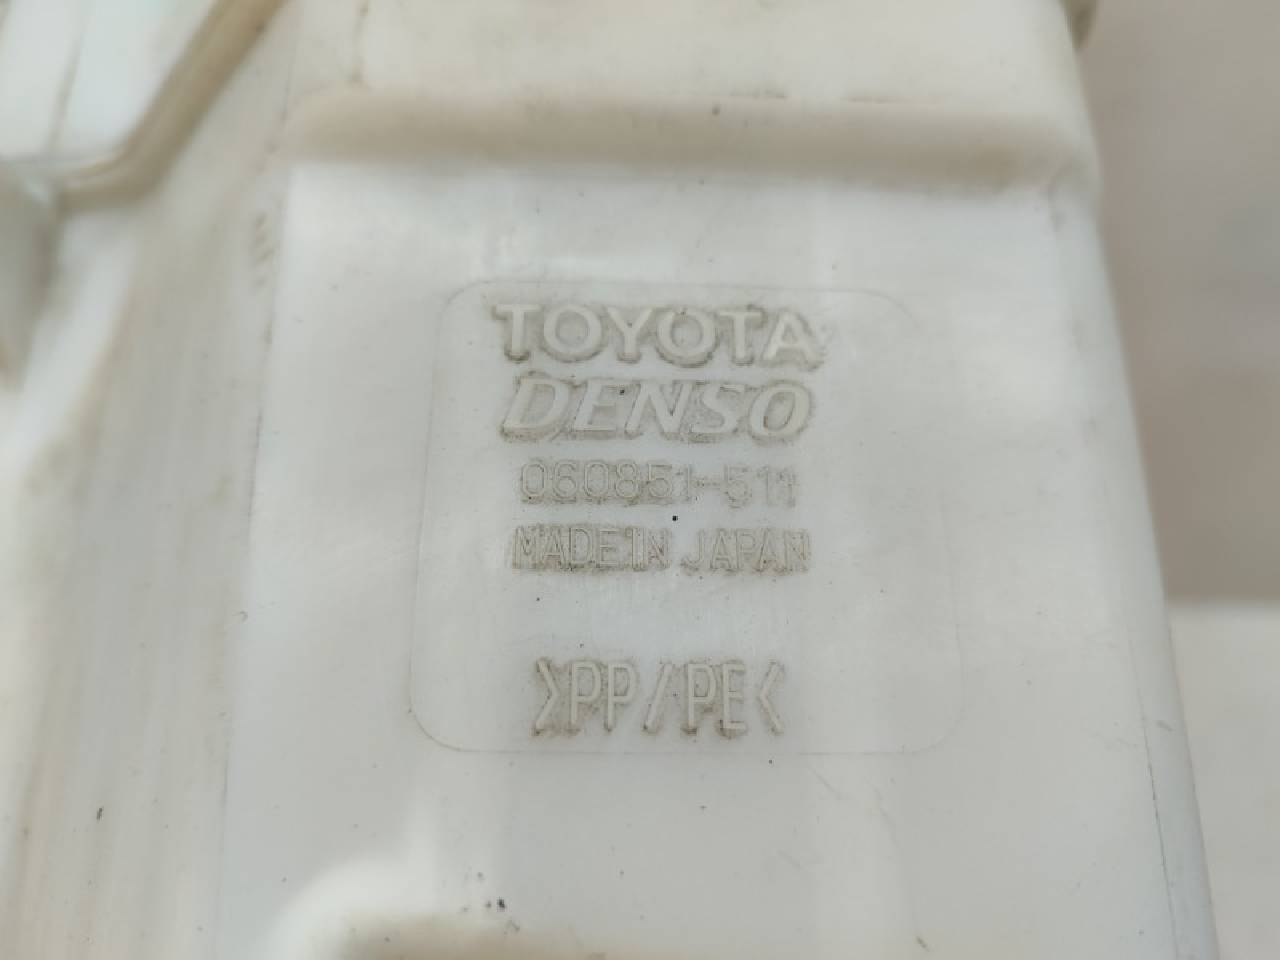 TOYOTA
DENSO
060851-511
MADE IN JAPAN
>PP/PE<